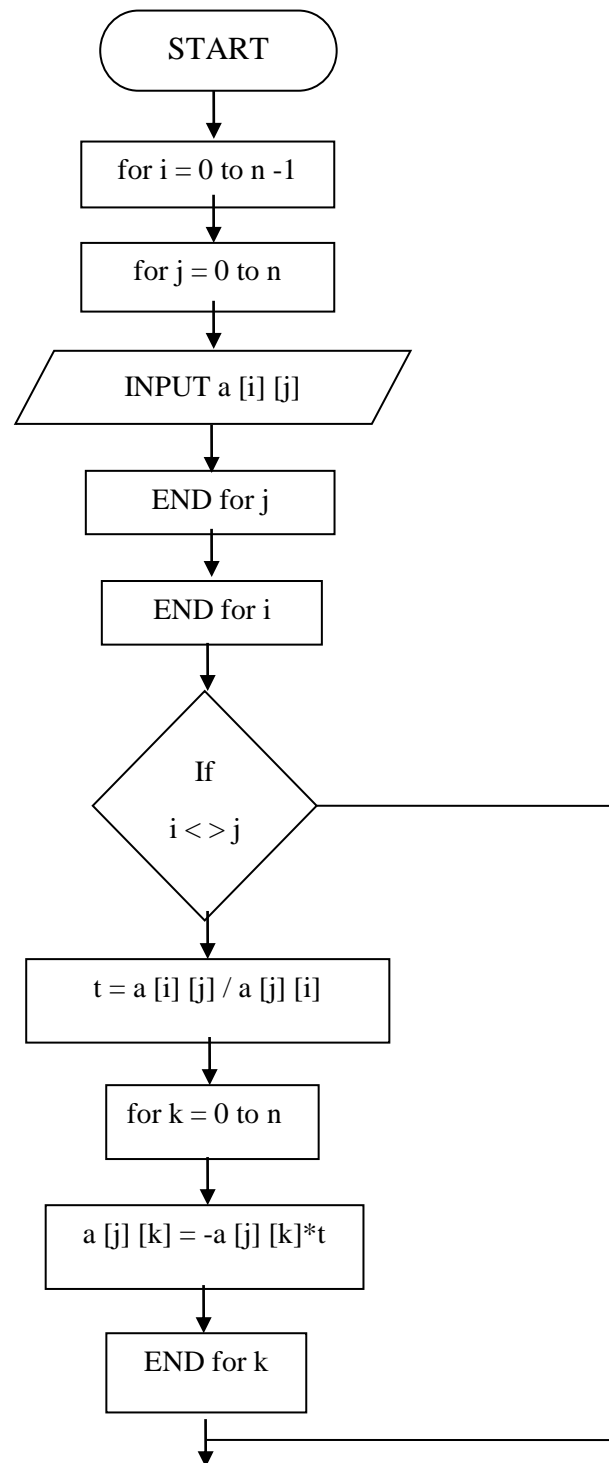 START
for i = 0 to n -1
for j = 0 to n
INPUT a [i] [j]
END for j
END for i
If
i < > j
t = a [i] [j] / a [j] [i]
for k = 0 to n
a [j] [k] = -a [j] [k]*t
END for k